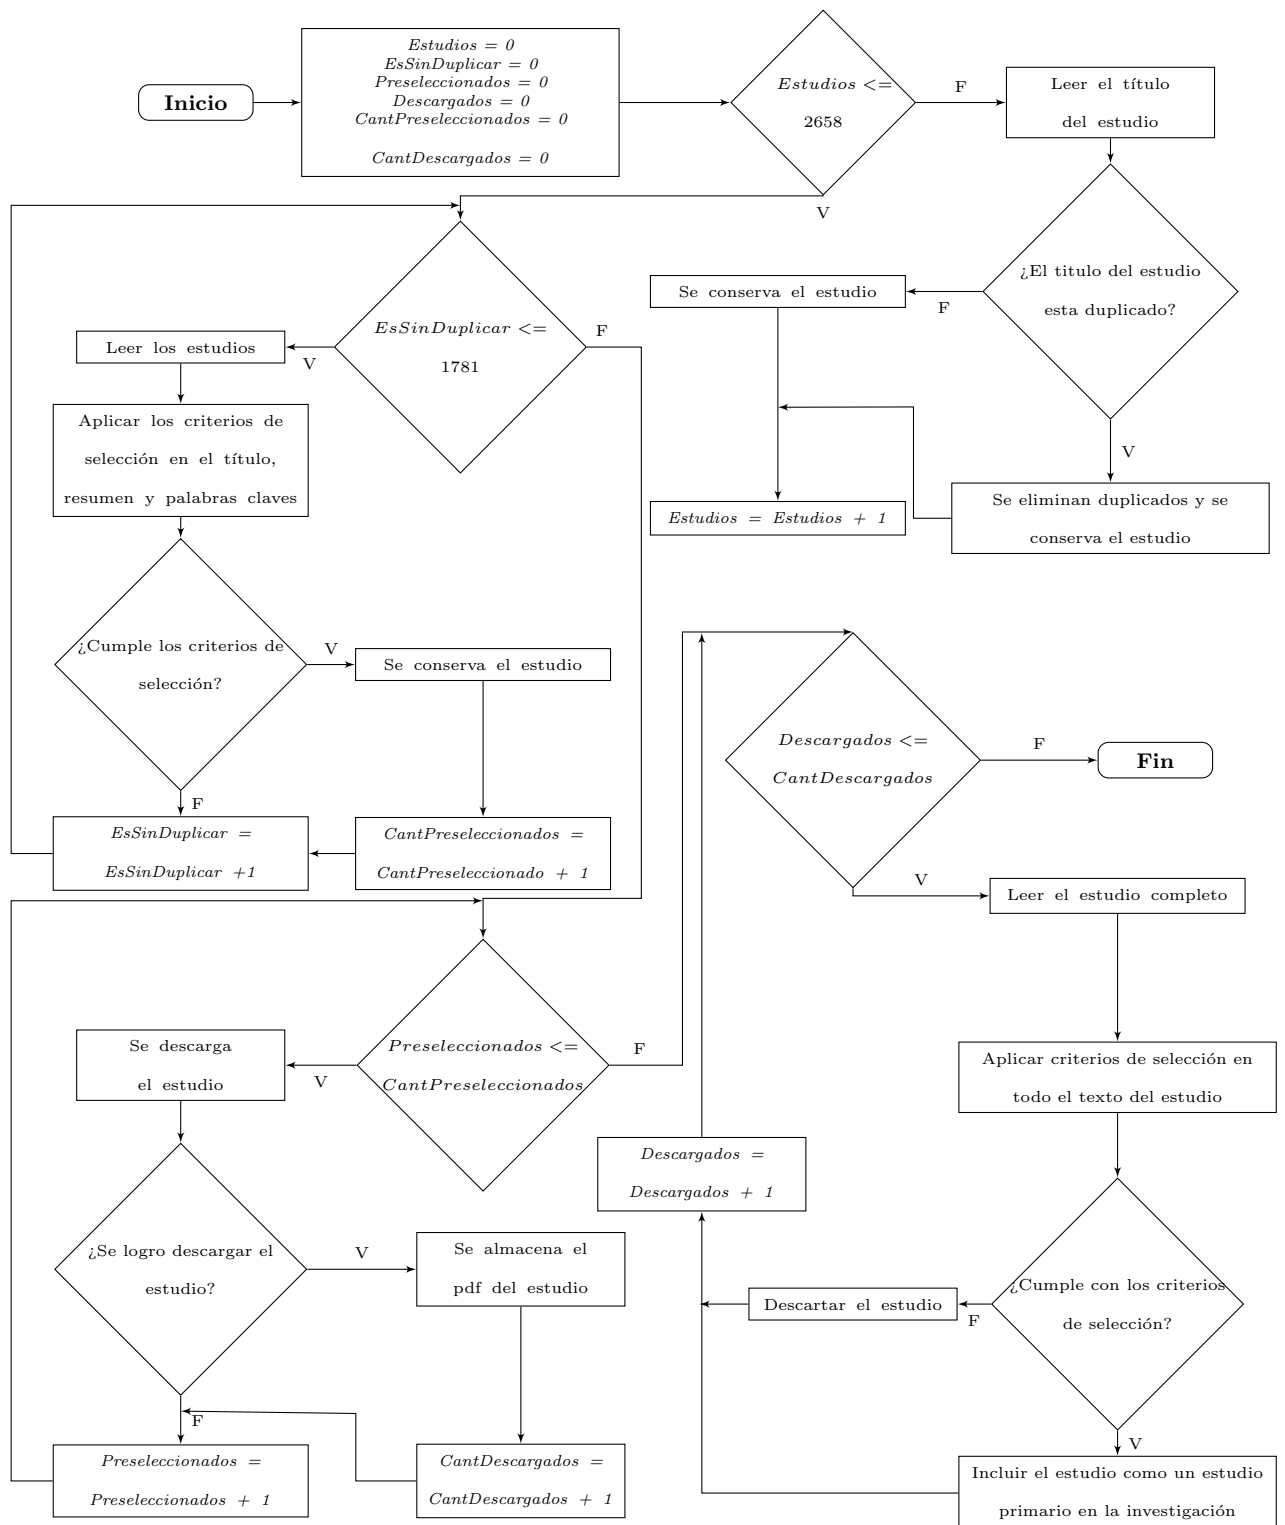 Inicio
Estudios = 0
EsSinDuplicar = 0
Preseleccionados = 0
Descargados = 0
CantPreseleccionados = 0
CantDescargados = 0
Estudios <=
2658
F
V
Leer el título
del estudio
¿El titulo del estudio
esta duplicado?
F
V
Se conserva el estudio
Se eliminan duplicados y se
conserva el estudio
Estudios = Estudios + 1
EsSinDuplicar <=
1781
V
F
Leer los estudios
Aplicar los criterios de
selección en el título,
resumen y palabras claves
¿Cumple los criterios de
selección?
V
F
Se conserva el estudio
CantPreseleccionados =
CantPreseleccionado + 1
EsSinDuplicar =
EsSinDuplicar +1
Preseleccionados <=
CantPreseleccionados
V
F
Se descarga
el estudio
¿Se logro descargar el
estudio?
V
F
Se almacena el
pdf del estudio
CantDescargados =
CantDescargados + 1
Preseleccionados =
Preseleccionados + 1
Descargados <=
CantDescargados
F
V
Fin
Leer el estudio completo
Aplicar criterios de selección en
todo el texto del estudio
¿Cumple con los criterios
de selección?
F
V
Descartar el estudio
Incluir el estudio como un estudio
primario en la investigación
Descargados =
Descargados + 1